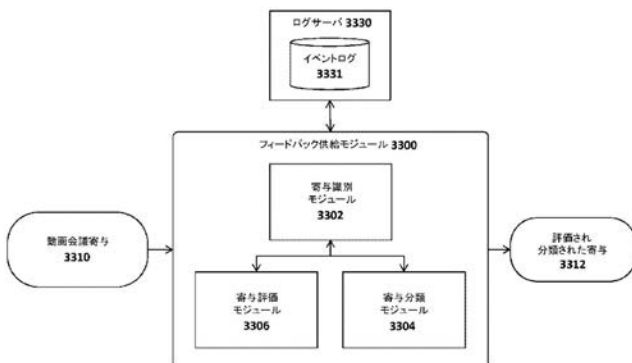 ログサーバ 3330
イベントログ
3331
フィードバック供給モジュール 3300
寄与識別
モジュール
3302
動画会議寄与
3310
評価され
分類された寄与
3312
寄与評価
モジュール
3306
寄与分類
モジュール
3304